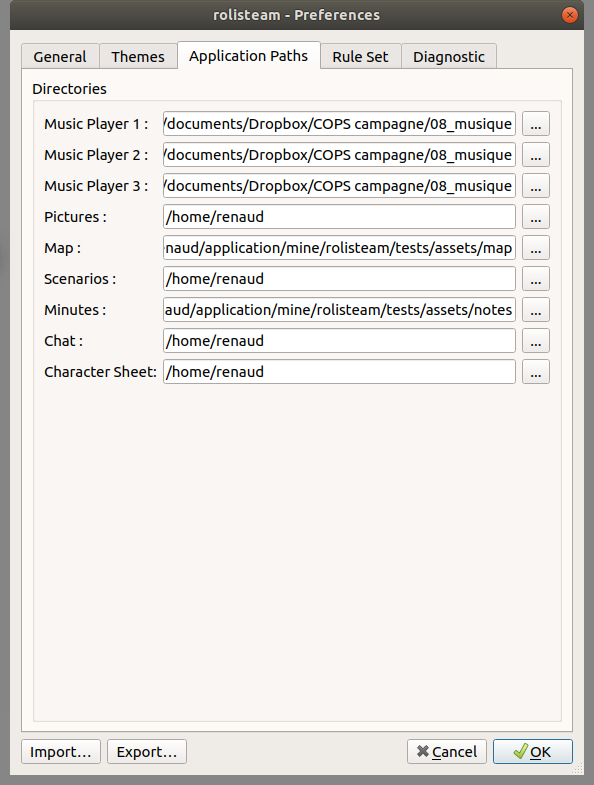 rolisteam - Preferences
General Themes Application Paths Rule Set Diagnostic
Directories
Music Player 1 : /documents/Dropbox/COPS campagne/08_musique ...
Music Player 2 : /documents/Dropbox/COPS campagne/08_musique ...
Music Player 3 : /documents/Dropbox/COPS campagne/08_musique ...
Pictures : /home/renaud ...
Map : enaud/application/mine/rolisteam/tests/assets/map ...
Scenarios : /home/renaud ...
Minutes : aud/application/mine/rolisteam/tests/assets/notes ...
Chat : /home/renaud ...
Character Sheet: /home/renaud ...
Import... Export... Cancel OK